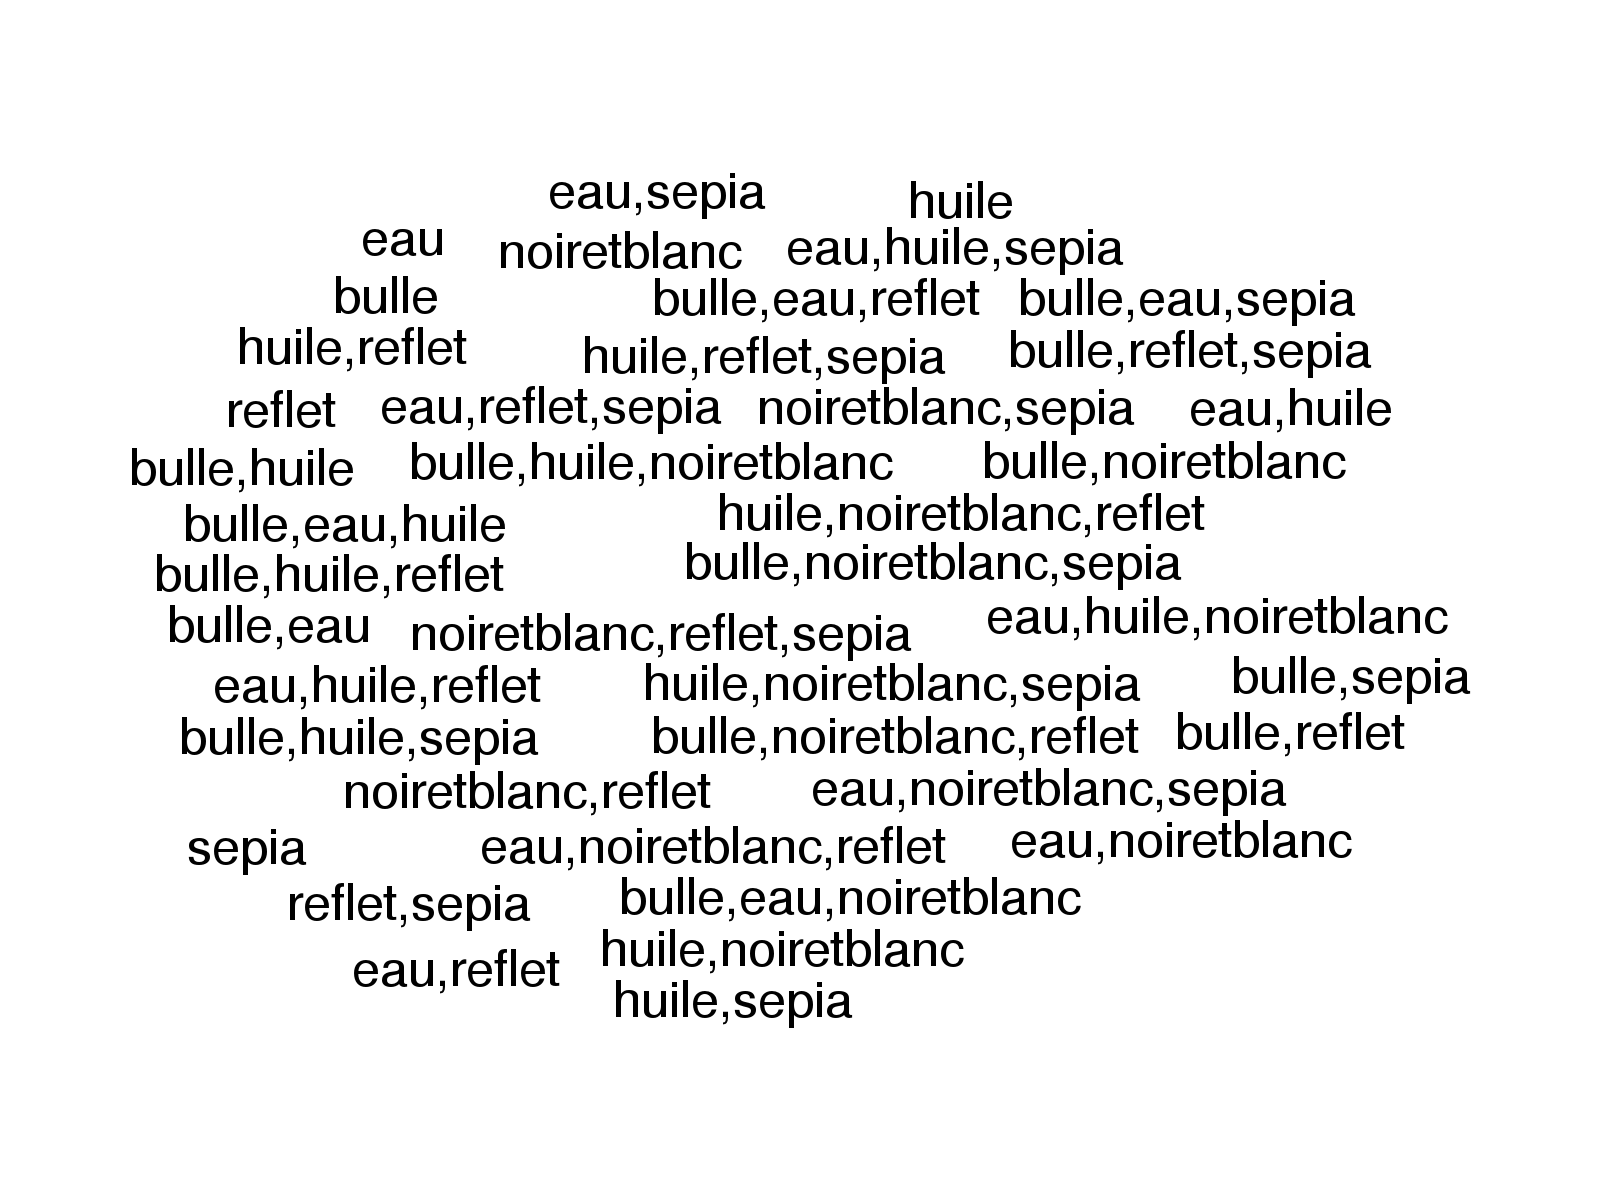 eau,sepia
huile
eau
noiretblanc
eau,huile,sepia
bulle
bulle,eau,reflet
bulle,eau,sepia
huile,reflet
huile,reflet,sepia
bulle,reflet,sepia
reflet
eau,reflet,sepia
noiretblanc,sepia
eau,huile
bulle,huile
bulle,huile,noiretblanc
bulle,noiretblanc
bulle,eau,huile
huile,noiretblanc,reflet
bulle,huile,reflet
bulle,noiretblanc,sepia
bulle,eau
noiretblanc,reflet,sepia
eau,huile,noiretblanc
eau,huile,reflet
huile,noiretblanc,sepia
bulle,sepia
bulle,huile,sepia
bulle,noiretblanc,reflet
bulle,reflet
noiretblanc,reflet
eau,noiretblanc,sepia
sepia
eau,noiretblanc,reflet
eau,noiretblanc
reflet,sepia
bulle,eau,noiretblanc
eau,reflet
huile,noiretblanc
huile,sepia